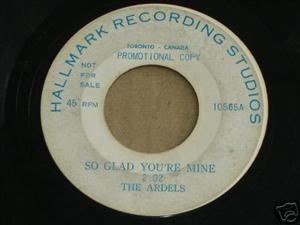 HALLMARK RECORDING STUDIOS
TORONTO - CANADA
PROMOTIONAL COPY
NOT
FOR
SALE
45 RPM
10565A
SO GLAD YOU'RE MINE
2:02
THE ARDELS